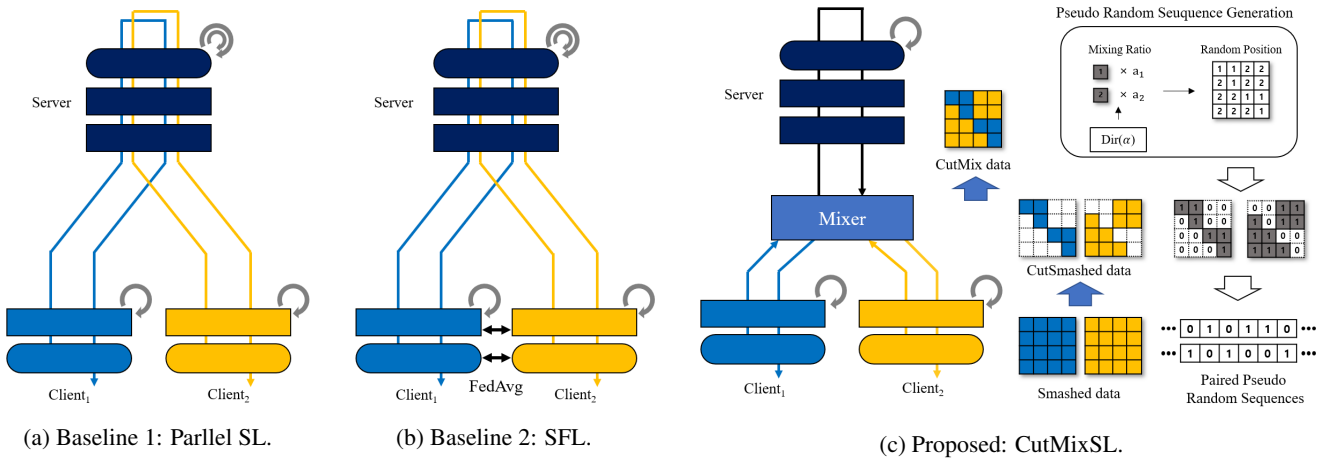 Server
Client₁
Client₂
(a) Baseline 1: Parllel SL.
Server
FedAvg
Client₁
Client₂
(b) Baseline 2: SFL.
Server
Mixer
Client₁
Client₂
CutMix data
CutSmashed data
Smashed data
Pseudo Random Seuquence Generation
Mixing Ratio
1 × a₁
2 × a₂
Dir(α)
Random Position
1 1 2 2
2 1 2 2
2 2 1 1
2 2 2 1
1 1 0 0
0 1 0 0
0 0 1 1
0 0 0 1
0 0 1 1
1 0 1 1
1 1 0 0
1 1 1 0
••• 0 1 0 1 1 0 •••
••• 1 0 1 0 0 1 •••
Paired Pseudo
Random Sequences
(c) Proposed: CutMixSL.